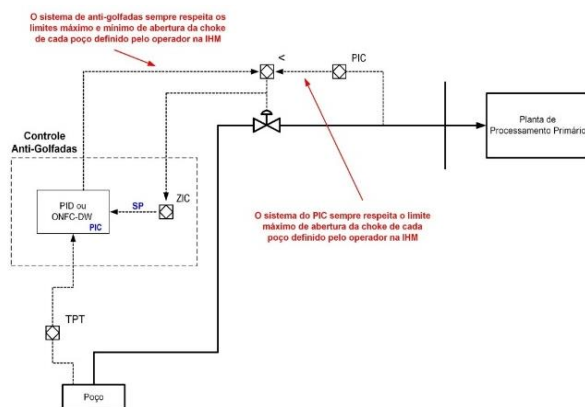 O sistema de anti-golfadas sempre respeita os
limites máximo e mínimo de abertura da choke
de cada poço definido pelo operador na IHM
<
PIC
Planta de
Processamento Primário
Controle
Anti-Golfadas
PID ou
ONFC-DW
PIC
SP
ZIC
O sistema do PIC sempre respeita o limite
máximo de abertura da choke de cada
poço definido pelo operador na IHM
TPT
Poço